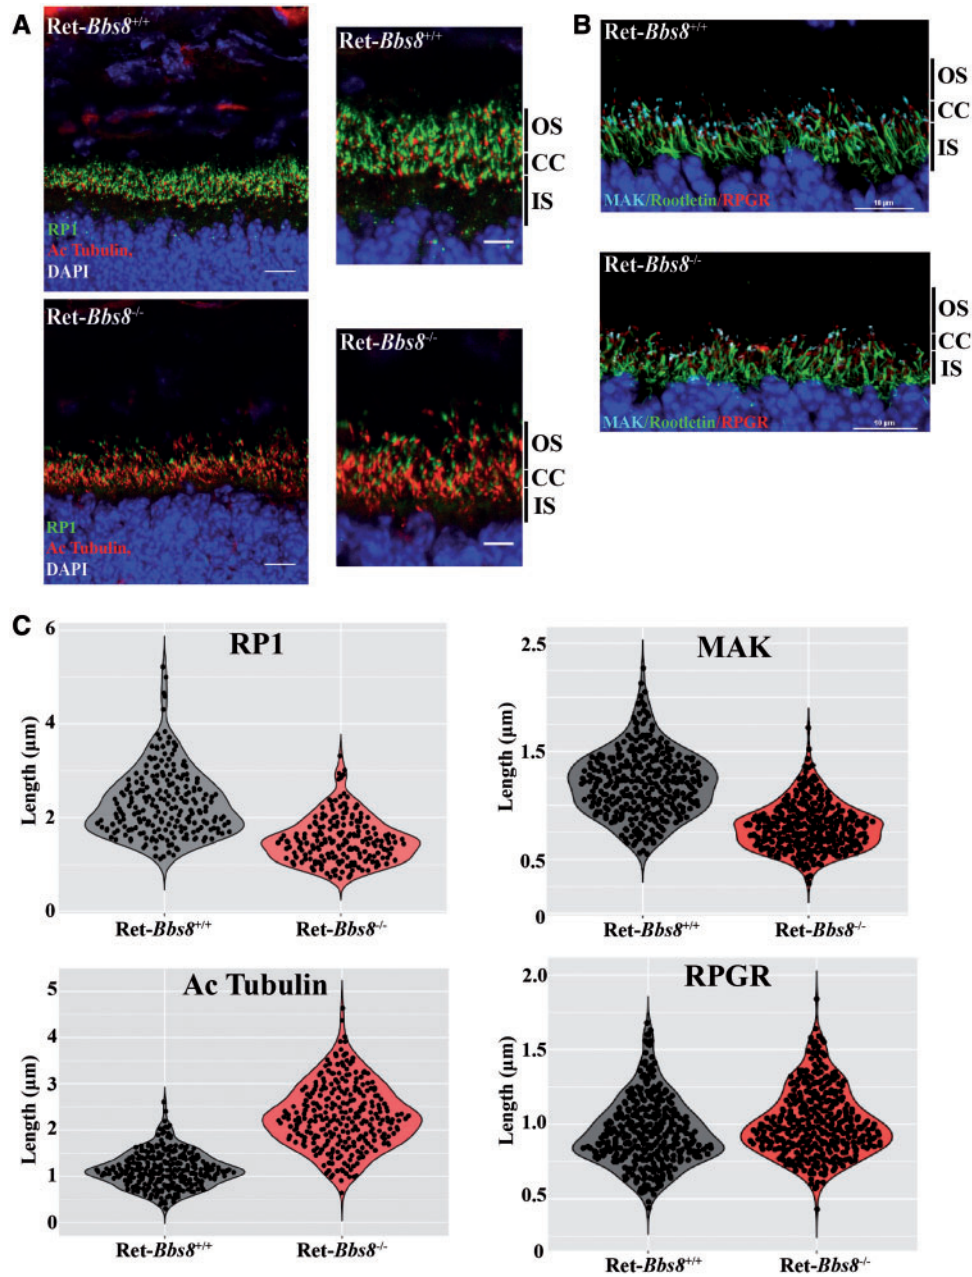 A
Ret-Bbs8+/+
RP1
Ac Tubulin,
DAPI
Ret-Bbs8+/+
OS
CC
IS
Ret-Bbs8-/-
RP1
Ac Tubulin,
DAPI
Ret-Bbs8-/-
OS
CC
IS
B
Ret-Bbs8+/+
OS
CC
IS
MAK/Rootletin/RPGR
10 μm
Ret-Bbs8-/-
OS
CC
IS
MAK/Rootletin/RPGR
10 μm
C
RP1
Length (μm)
6
4
2
0
Ret-Bbs8+/+
Ret-Bbs8-/-
MAK
Length (μm)
2.5
1.5
0.5
0
Ret-Bbs8+/+
Ret-Bbs8-/-
Ac Tubulin
Length (μm)
5
4
3
2
1
0
Ret-Bbs8+/+
Ret-Bbs8-/-
RPGR
Length (μm)
2.0
1.5
1.0
0.5
0
Ret-Bbs8+/+
Ret-Bbs8-/-